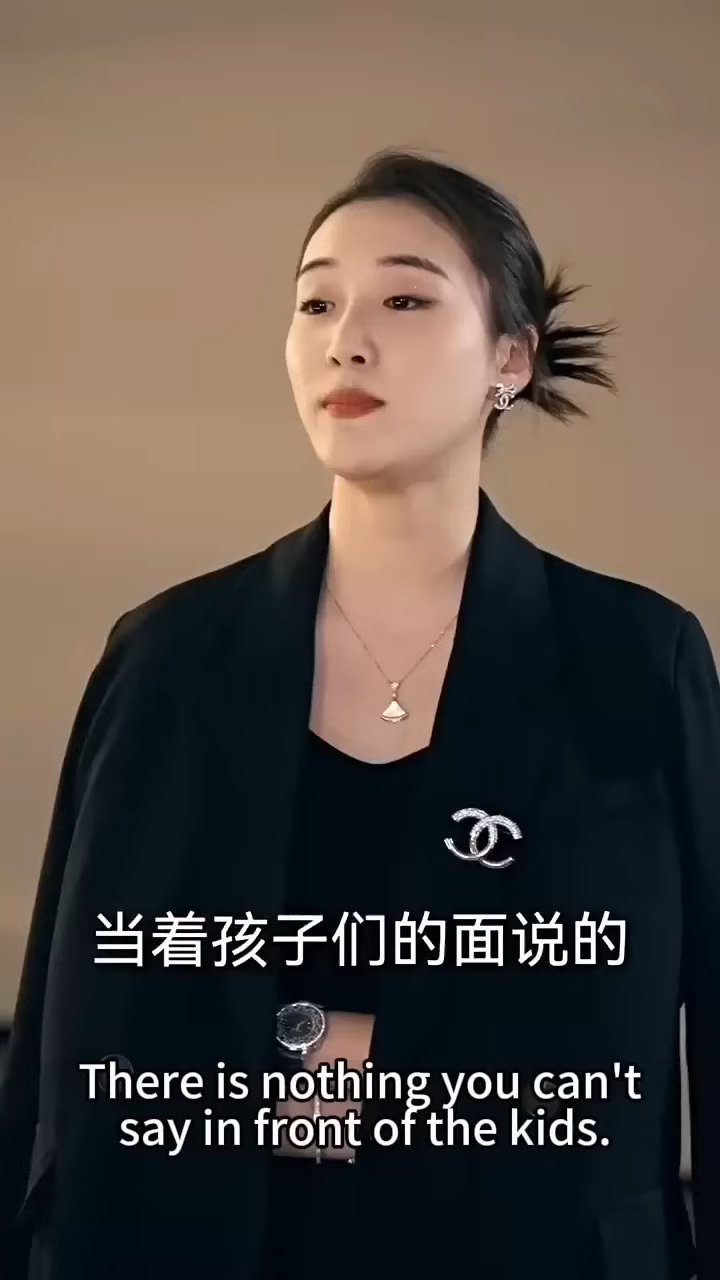 当着孩子们的面说的
There is nothing you can't
say in front of the kids.